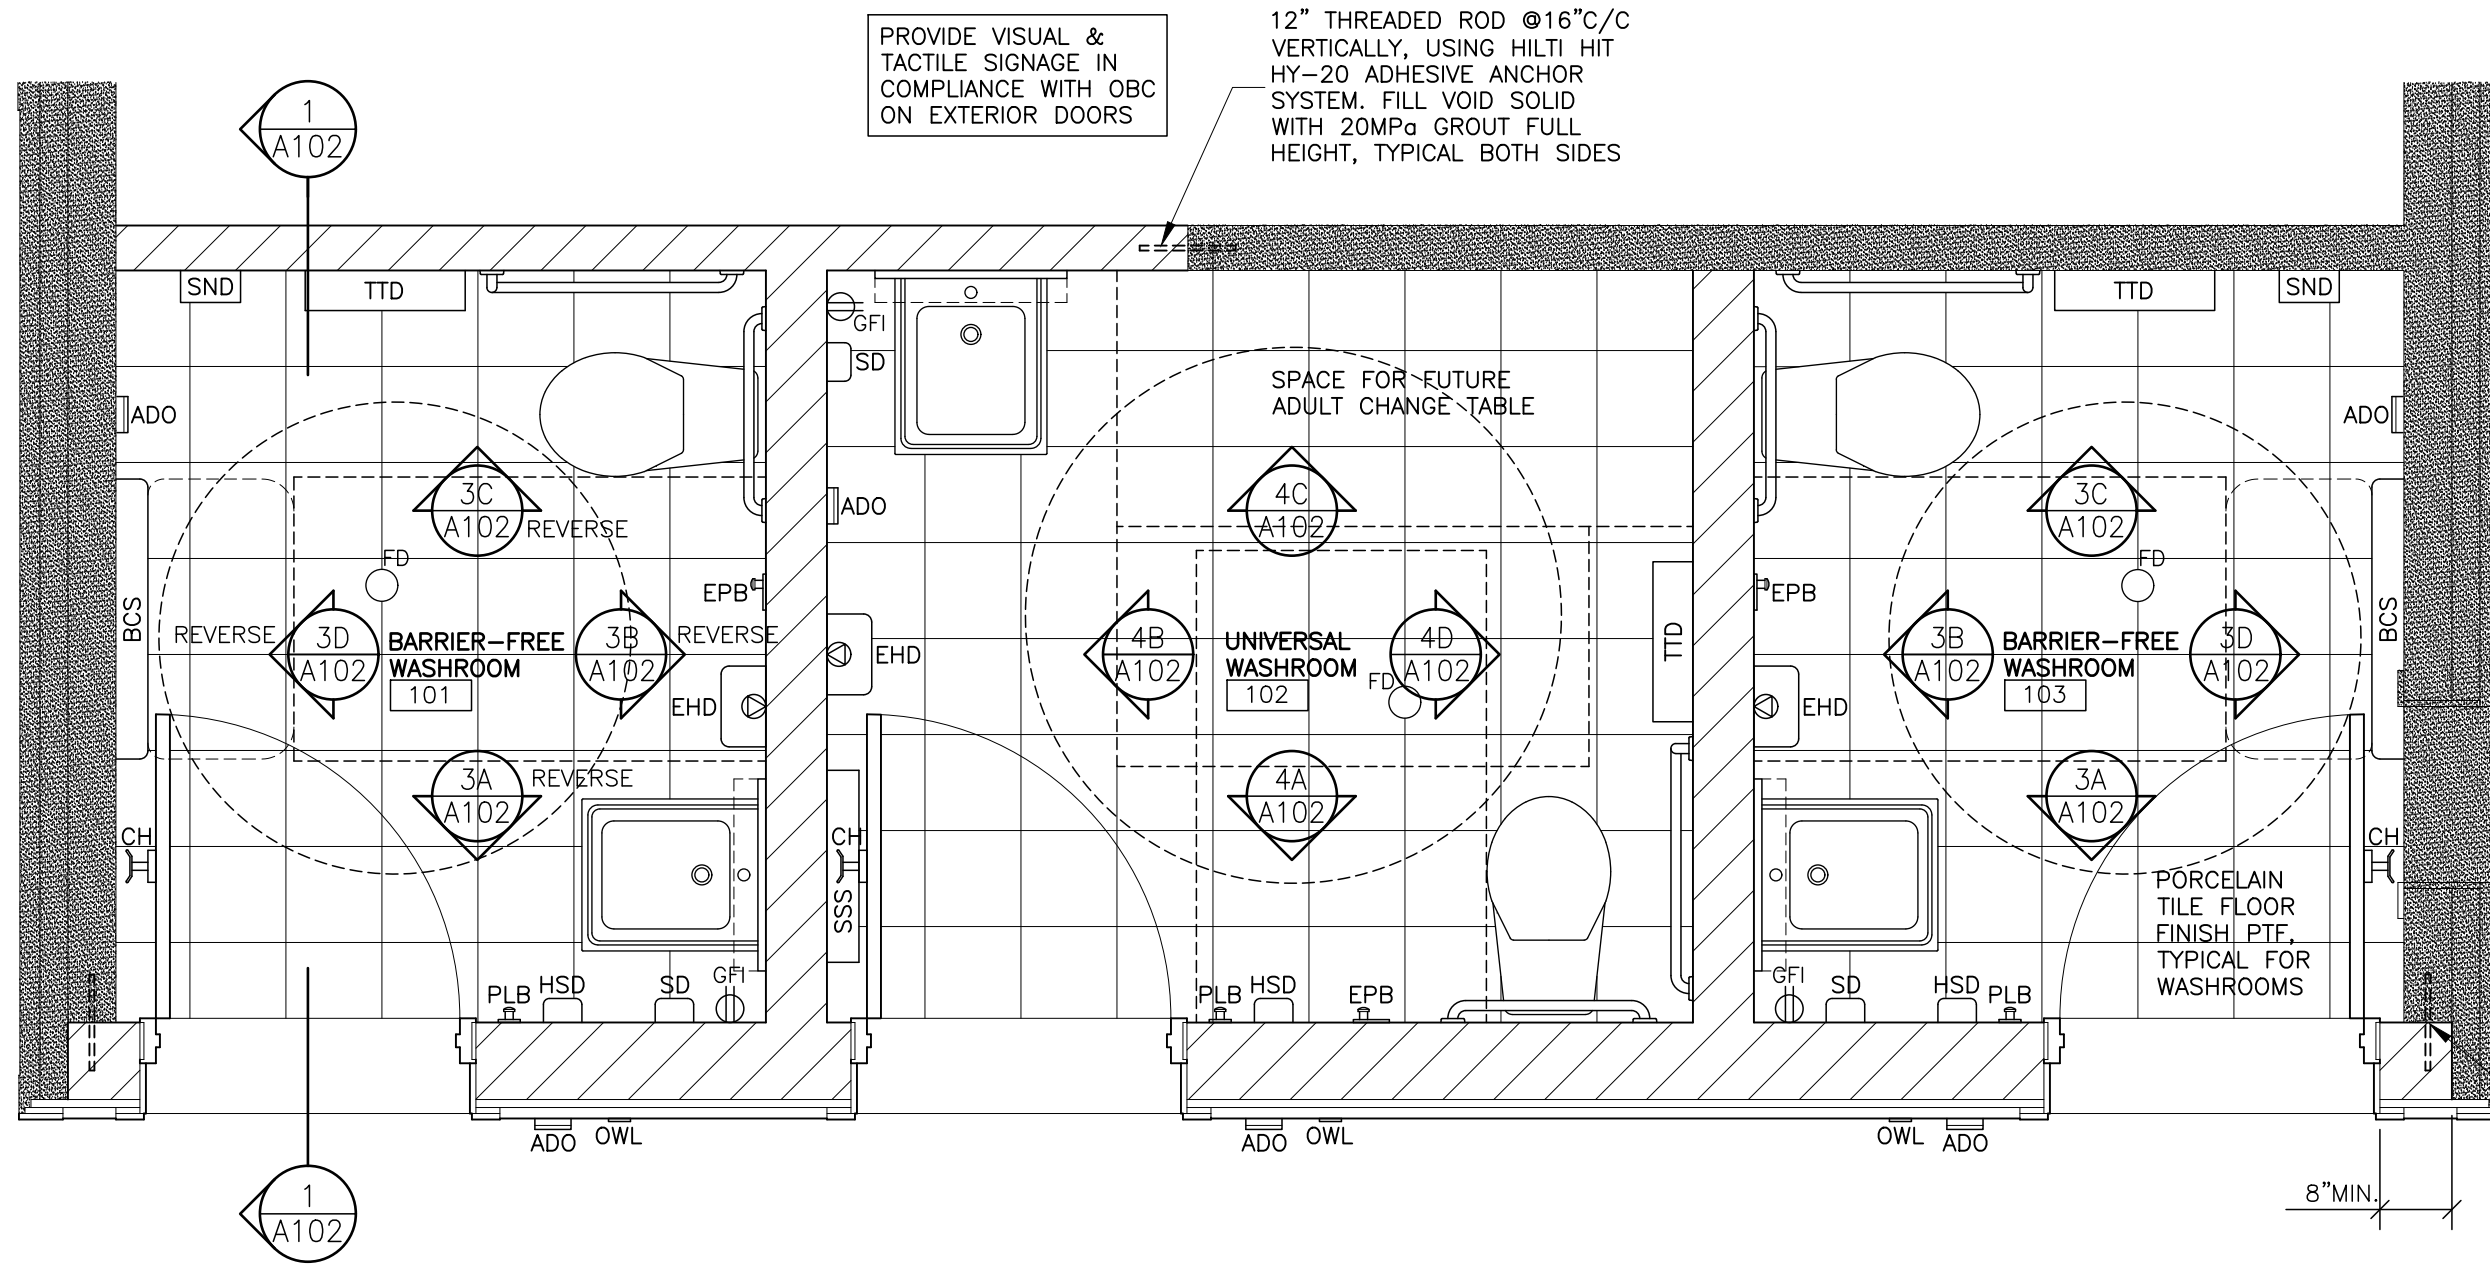 PROVIDE VISUAL &
TACTILE SIGNAGE IN
COMPLIANCE WITH OBC
ON EXTERIOR DOORS
12” THREADED ROD @16”C/C
VERTICALLY, USING HILTI HIT
HY-20 ADHESIVE ANCHOR
SYSTEM. FILL VOID SOLID
WITH 20MPa GROUT FULL
HEIGHT, TYPICAL BOTH SIDES
1
A102
SND
TTD
ADO
3C
A102
REVERSE
FD
EPB
BCS
REVERSE
3D
A102
BARRIER-FREE
WASHROOM
101
3B
A102
REVERSE
EHD
3A
A102
REVERSE
CH
PLB
HSD
SD
GFI
GFI
SD
SPACE FOR FUTURE
ADULT CHANGE TABLE
ADO
4C
A102
EHD
4B
A102
UNIVERSAL
WASHROOM
102
FD
4D
A102
TTD
4A
A102
CH
SSS
PLB
HSD
EPB
TTD
SND
ADO
3C
A102
FD
EPB
BCS
3B
A102
BARRIER-FREE
WASHROOM
103
3D
A102
EHD
3A
A102
CH
PORCELAIN
TILE FLOOR
FINISH PTF,
TYPICAL FOR
WASHROOMS
GFI
SD
HSD
PLB
ADO
OWL
ADO
OWL
OWL
ADO
1
A102
8”MIN.